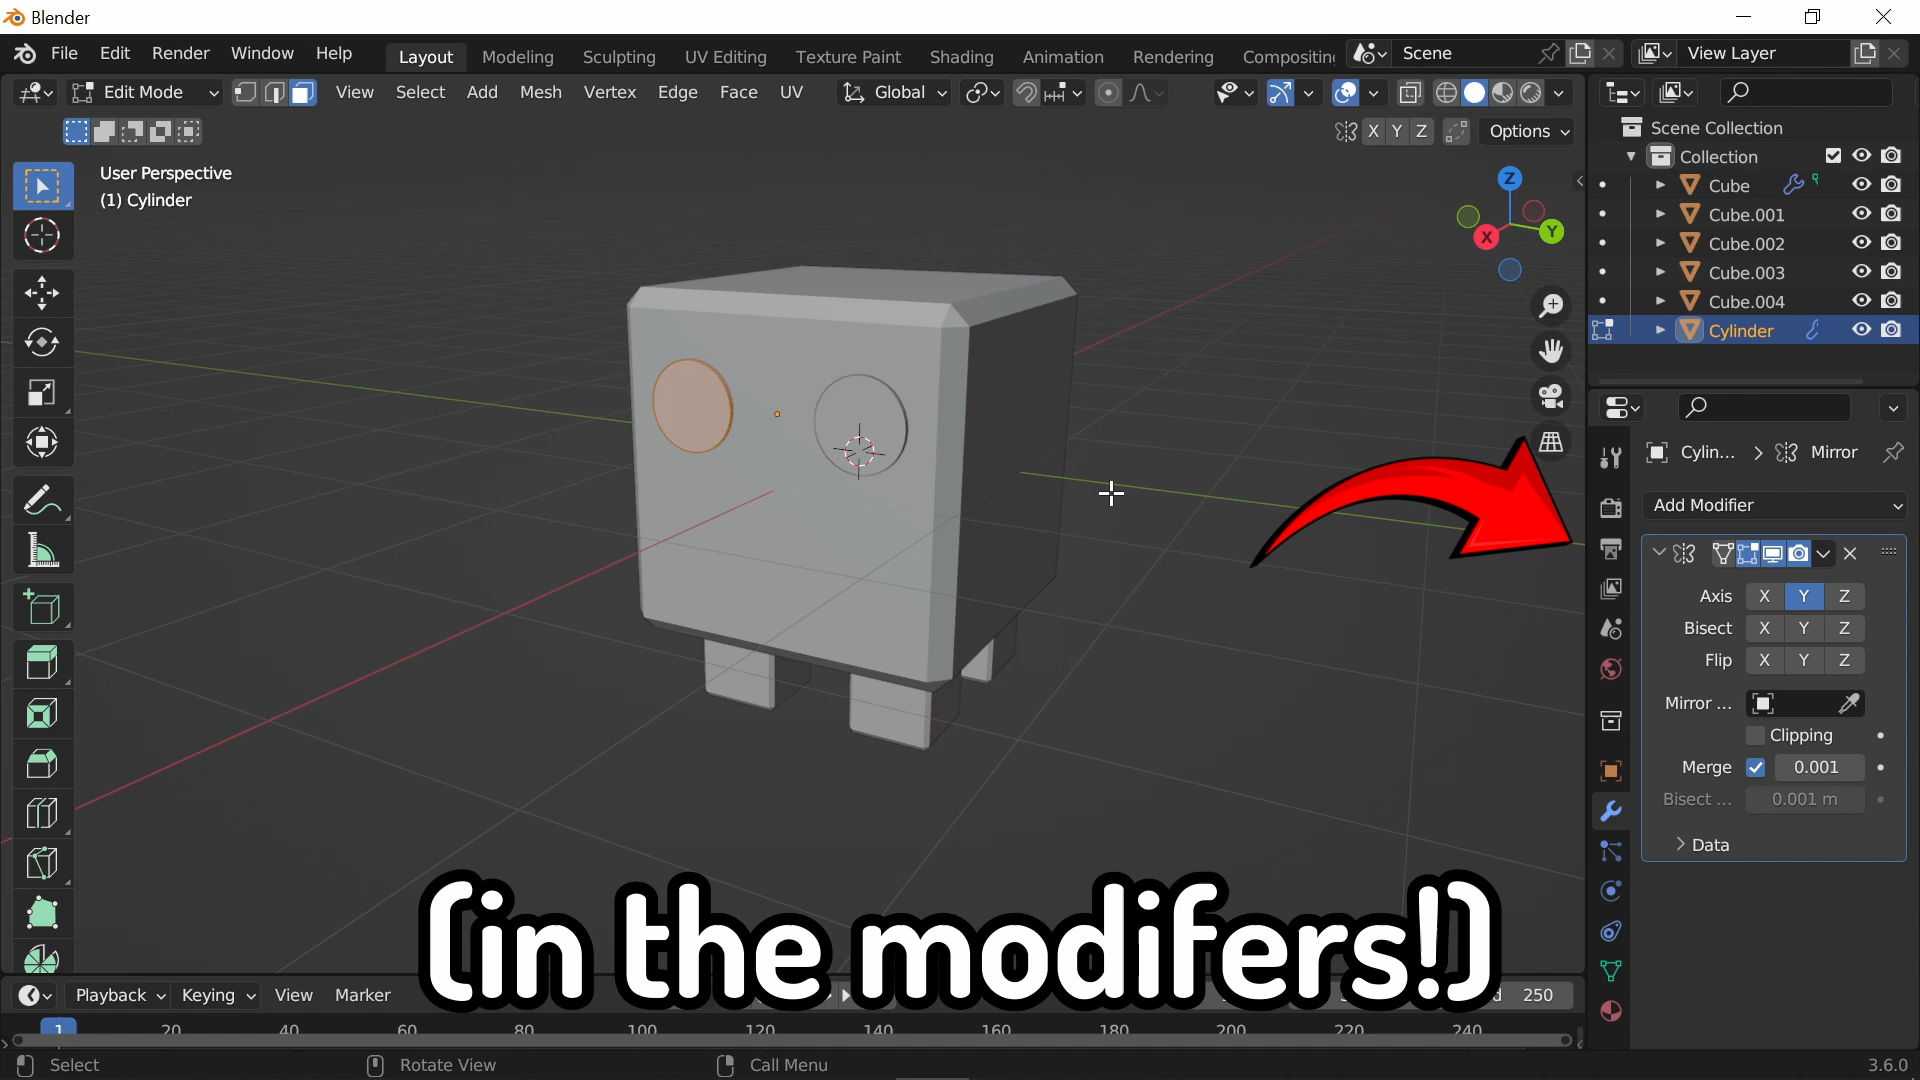 Blender
File Edit Render Window Help Layout Modeling Sculpting UV Editing Texture Paint Shading Animation Rendering Compositing Scene View Layer
Edit Mode View Select Add Mesh Vertex Edge Face UV Global
X Y Z Options
User Perspective
(1) Cylinder
Z
Y
X
Scene Collection
Collection
Cube
Cube.001
Cube.002
Cube.003
Cube.004
Cylinder
Cylin... > Mirror
Add Modifier
Axis X Y Z
Bisect X Y Z
Flip X Y Z
Mirror ...
Clipping
Merge 0.001
Bisect ... 0.001 m
Data
(in the modifers!)
Playback Keying View Marker 250
1 20 40 60 80 100 120 140 160 180 200 220 240
Select Rotate View Call Menu 3.6.0